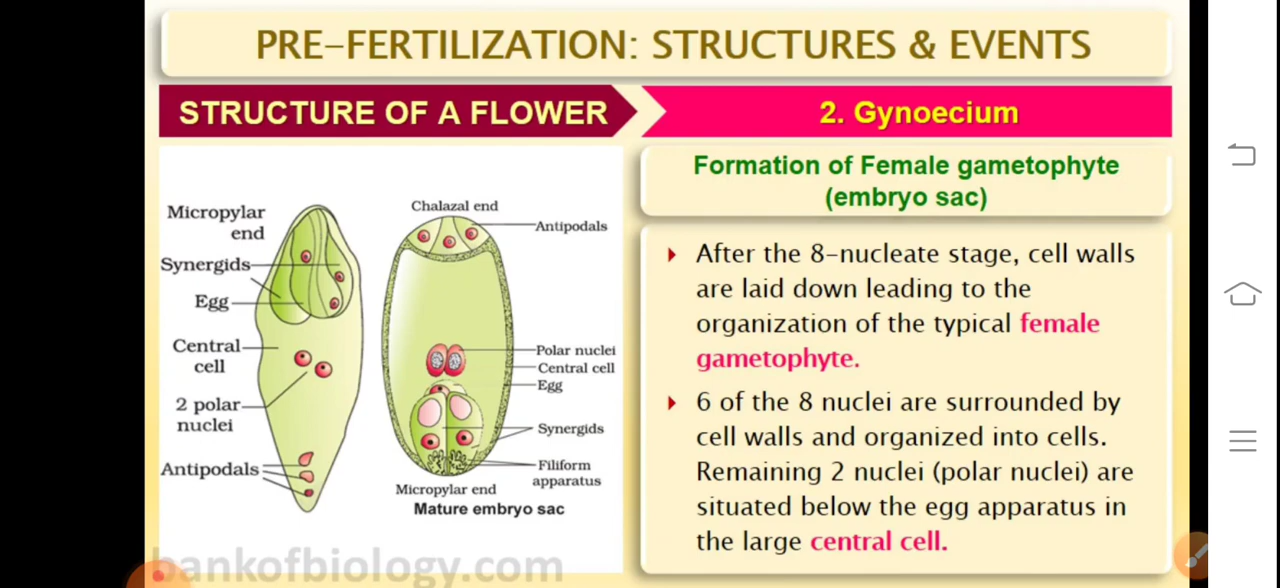 PRE-FERTILIZATION: STRUCTURES & EVENTS
STRUCTURE OF A FLOWER
2. Gynoecium
Micropylar
end
Synergids
Egg
Central
cell
2 polar
nuclei
Antipodals
Chalazal end
Antipodals
Polar nuclei
Central cell
Egg
Synergids
Filiform
apparatus
Micropylar end
Mature embryo sac
Formation of Female gametophyte
(embryo sac)
After the 8-nucleate stage, cell walls
are laid down leading to the
organization of the typical female
gametophyte.
6 of the 8 nuclei are surrounded by
cell walls and organized into cells.
Remaining 2 nuclei (polar nuclei) are
situated below the egg apparatus in
the large central cell.
bankofbiology.com